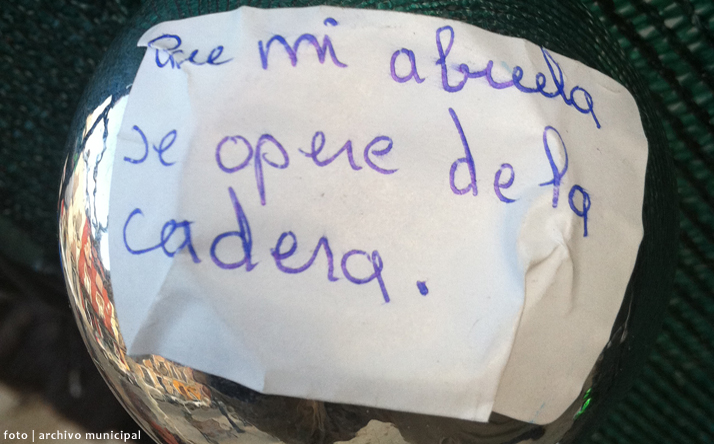 Que mi abuela
se opere de la
cadera.
foto | archivo municipal